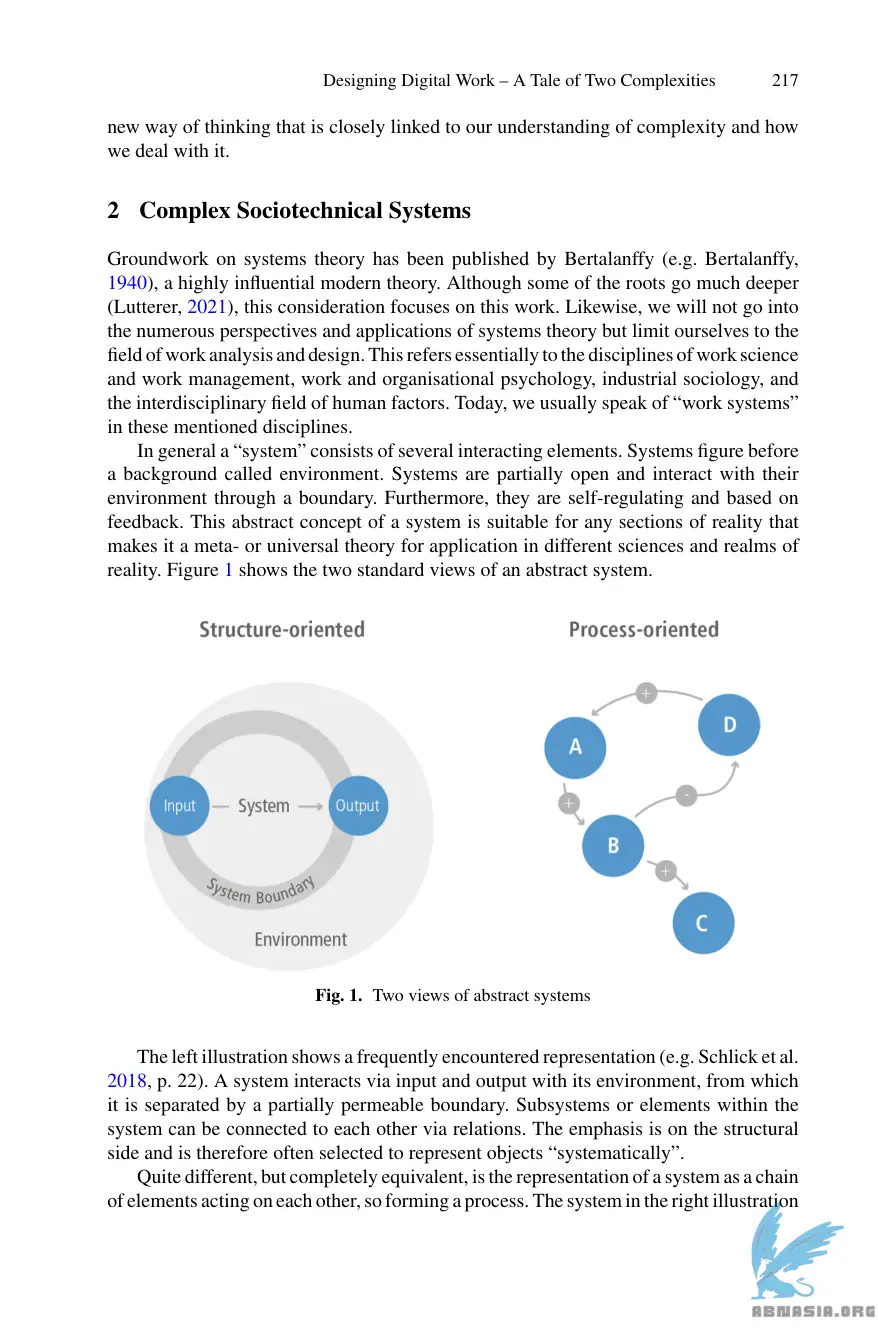 Designing Digital Work – A Tale of Two Complexities 217
new way of thinking that is closely linked to our understanding of complexity and how
we deal with it.
2 Complex Sociotechnical Systems
Groundwork on systems theory has been published by Bertalanffy (e.g. Bertalanffy,
1940), a highly influential modern theory. Although some of the roots go much deeper
(Lutterer, 2021), this consideration focuses on this work. Likewise, we will not go into
the numerous perspectives and applications of systems theory but limit ourselves to the
field of work analysis and design. This refers essentially to the disciplines of work science
and work management, work and organisational psychology, industrial sociology, and
the interdisciplinary field of human factors. Today, we usually speak of “work systems”
in these mentioned disciplines.
In general a “system” consists of several interacting elements. Systems figure before
a background called environment. Systems are partially open and interact with their
environment through a boundary. Furthermore, they are self-regulating and based on
feedback. This abstract concept of a system is suitable for any sections of reality that
makes it a meta- or universal theory for application in different sciences and realms of
reality. Figure 1 shows the two standard views of an abstract system.
Structure-oriented
Input
System
Output
System Boundary
Environment
Process-oriented
+
D
A
+
-
B
+
C
Fig. 1. Two views of abstract systems
The left illustration shows a frequently encountered representation (e.g. Schlick et al.
2018, p. 22). A system interacts via input and output with its environment, from which
it is separated by a partially permeable boundary. Subsystems or elements within the
system can be connected to each other via relations. The emphasis is on the structural
side and is therefore often selected to represent objects “systematically”.
Quite different, but completely equivalent, is the representation of a system as a chain
of elements acting on each other, so forming a process. The system in the right illustration
ABNASIA.ORG